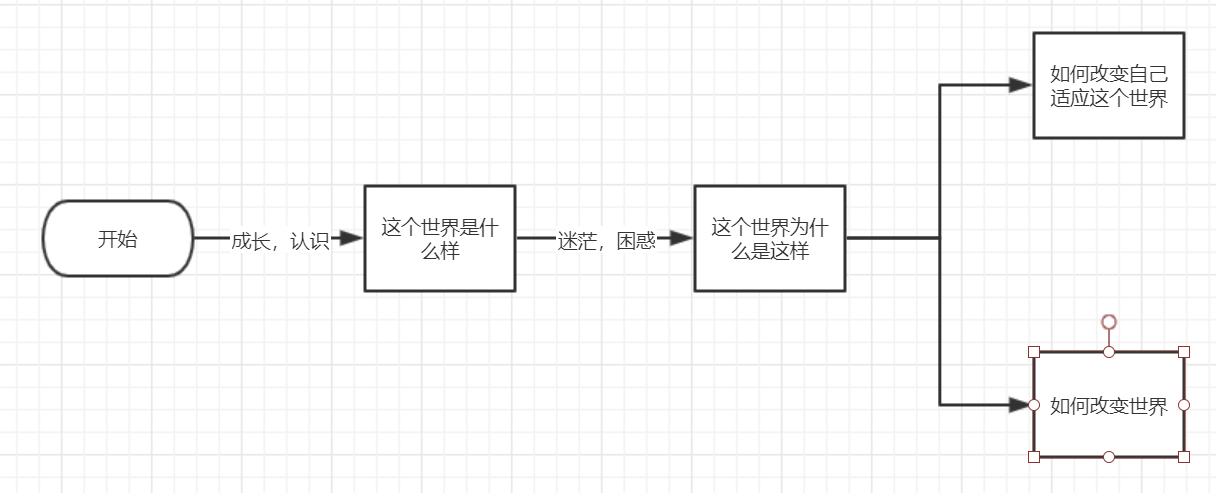 开始
成长，认识
这个世界是什
么样
迷茫，困惑
这个世界为什
么是这样
如何改变自己
适应这个世界
如何改变世界